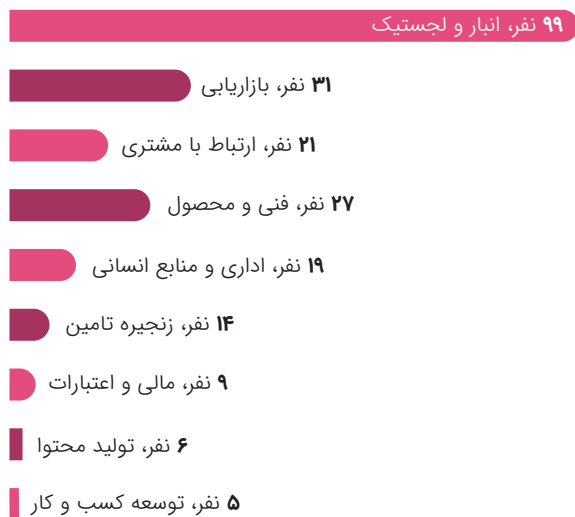 ۹۹ نفر، انبار و لجستیک
۳۱ نفر، بازاریابی
۲۱ نفر، ارتباط با مشتری
۲۷ نفر، فنی و محصول
۱۹ نفر، اداری و منابع انسانی
۱۴ نفر، زنجیره تامین
۹ نفر، مالی و اعتبارات
۶ نفر، تولید محتوا
۵ نفر، توسعه کسب و کار